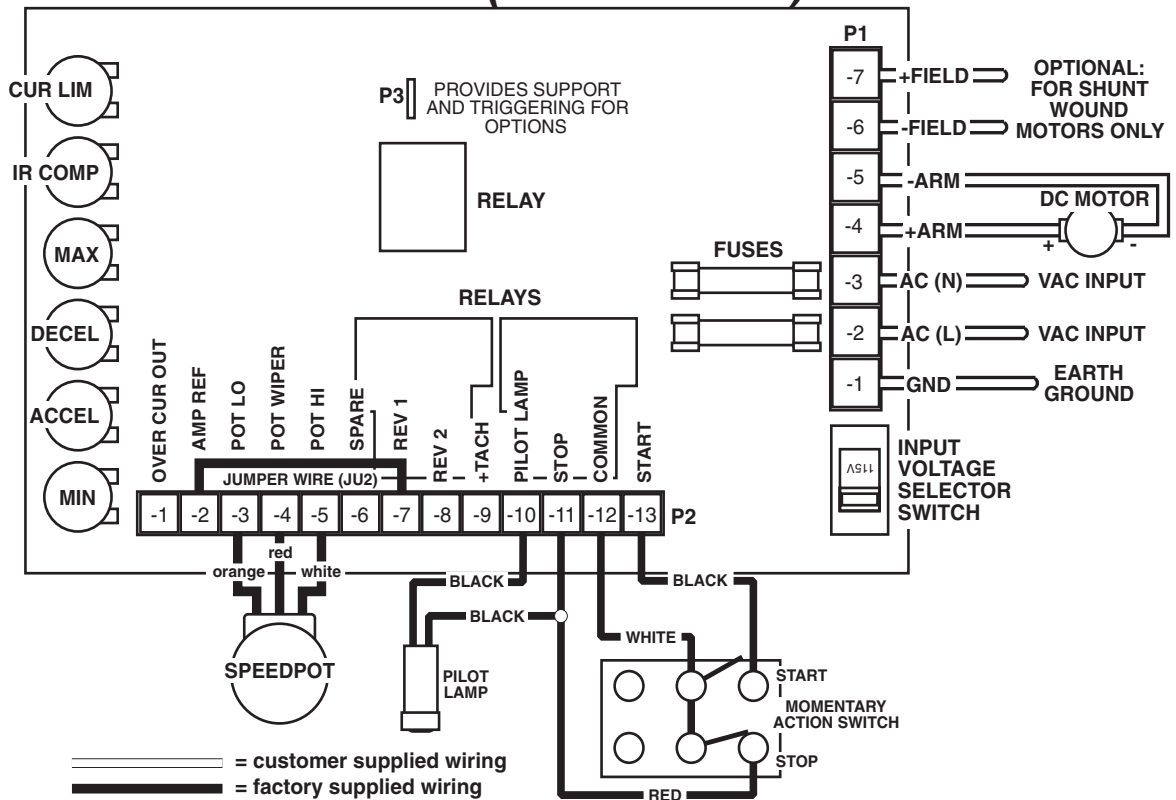 P1
CUR LIM
IR COMP
MAX
DECEL
ACCEL
MIN
P3
PROVIDES SUPPORT
AND TRIGGERING FOR
OPTIONS
RELAY
RELAYS
FUSES
-7
+FIELD
-6
-FIELD
OPTIONAL:
FOR SHUNT
WOUND
MOTORS ONLY
-5
-ARM
DC MOTOR
-4
+ARM
+
-
-3
AC (N)
VAC INPUT
-2
AC (L)
VAC INPUT
-1
GND
EARTH
GROUND
115V
INPUT
VOLTAGE
SELECTOR
SWITCH
OVER CUR OUT
AMP REF
POT LO
POT WIPER
POT HI
SPARE
REV 1
REV 2
+TACH
PILOT LAMP
STOP
COMMON
START
JUMPER WIRE (JU2)
-1
-2
-3
-4
-5
-6
-7
-8
-9
-10
-11
-12
-13
P2
orange
red
white
SPEEDPOT
BLACK
BLACK
PILOT
LAMP
BLACK
WHITE
START
MOMENTARY
ACTION SWITCH
STOP
RED
= customer supplied wiring
= factory supplied wiring